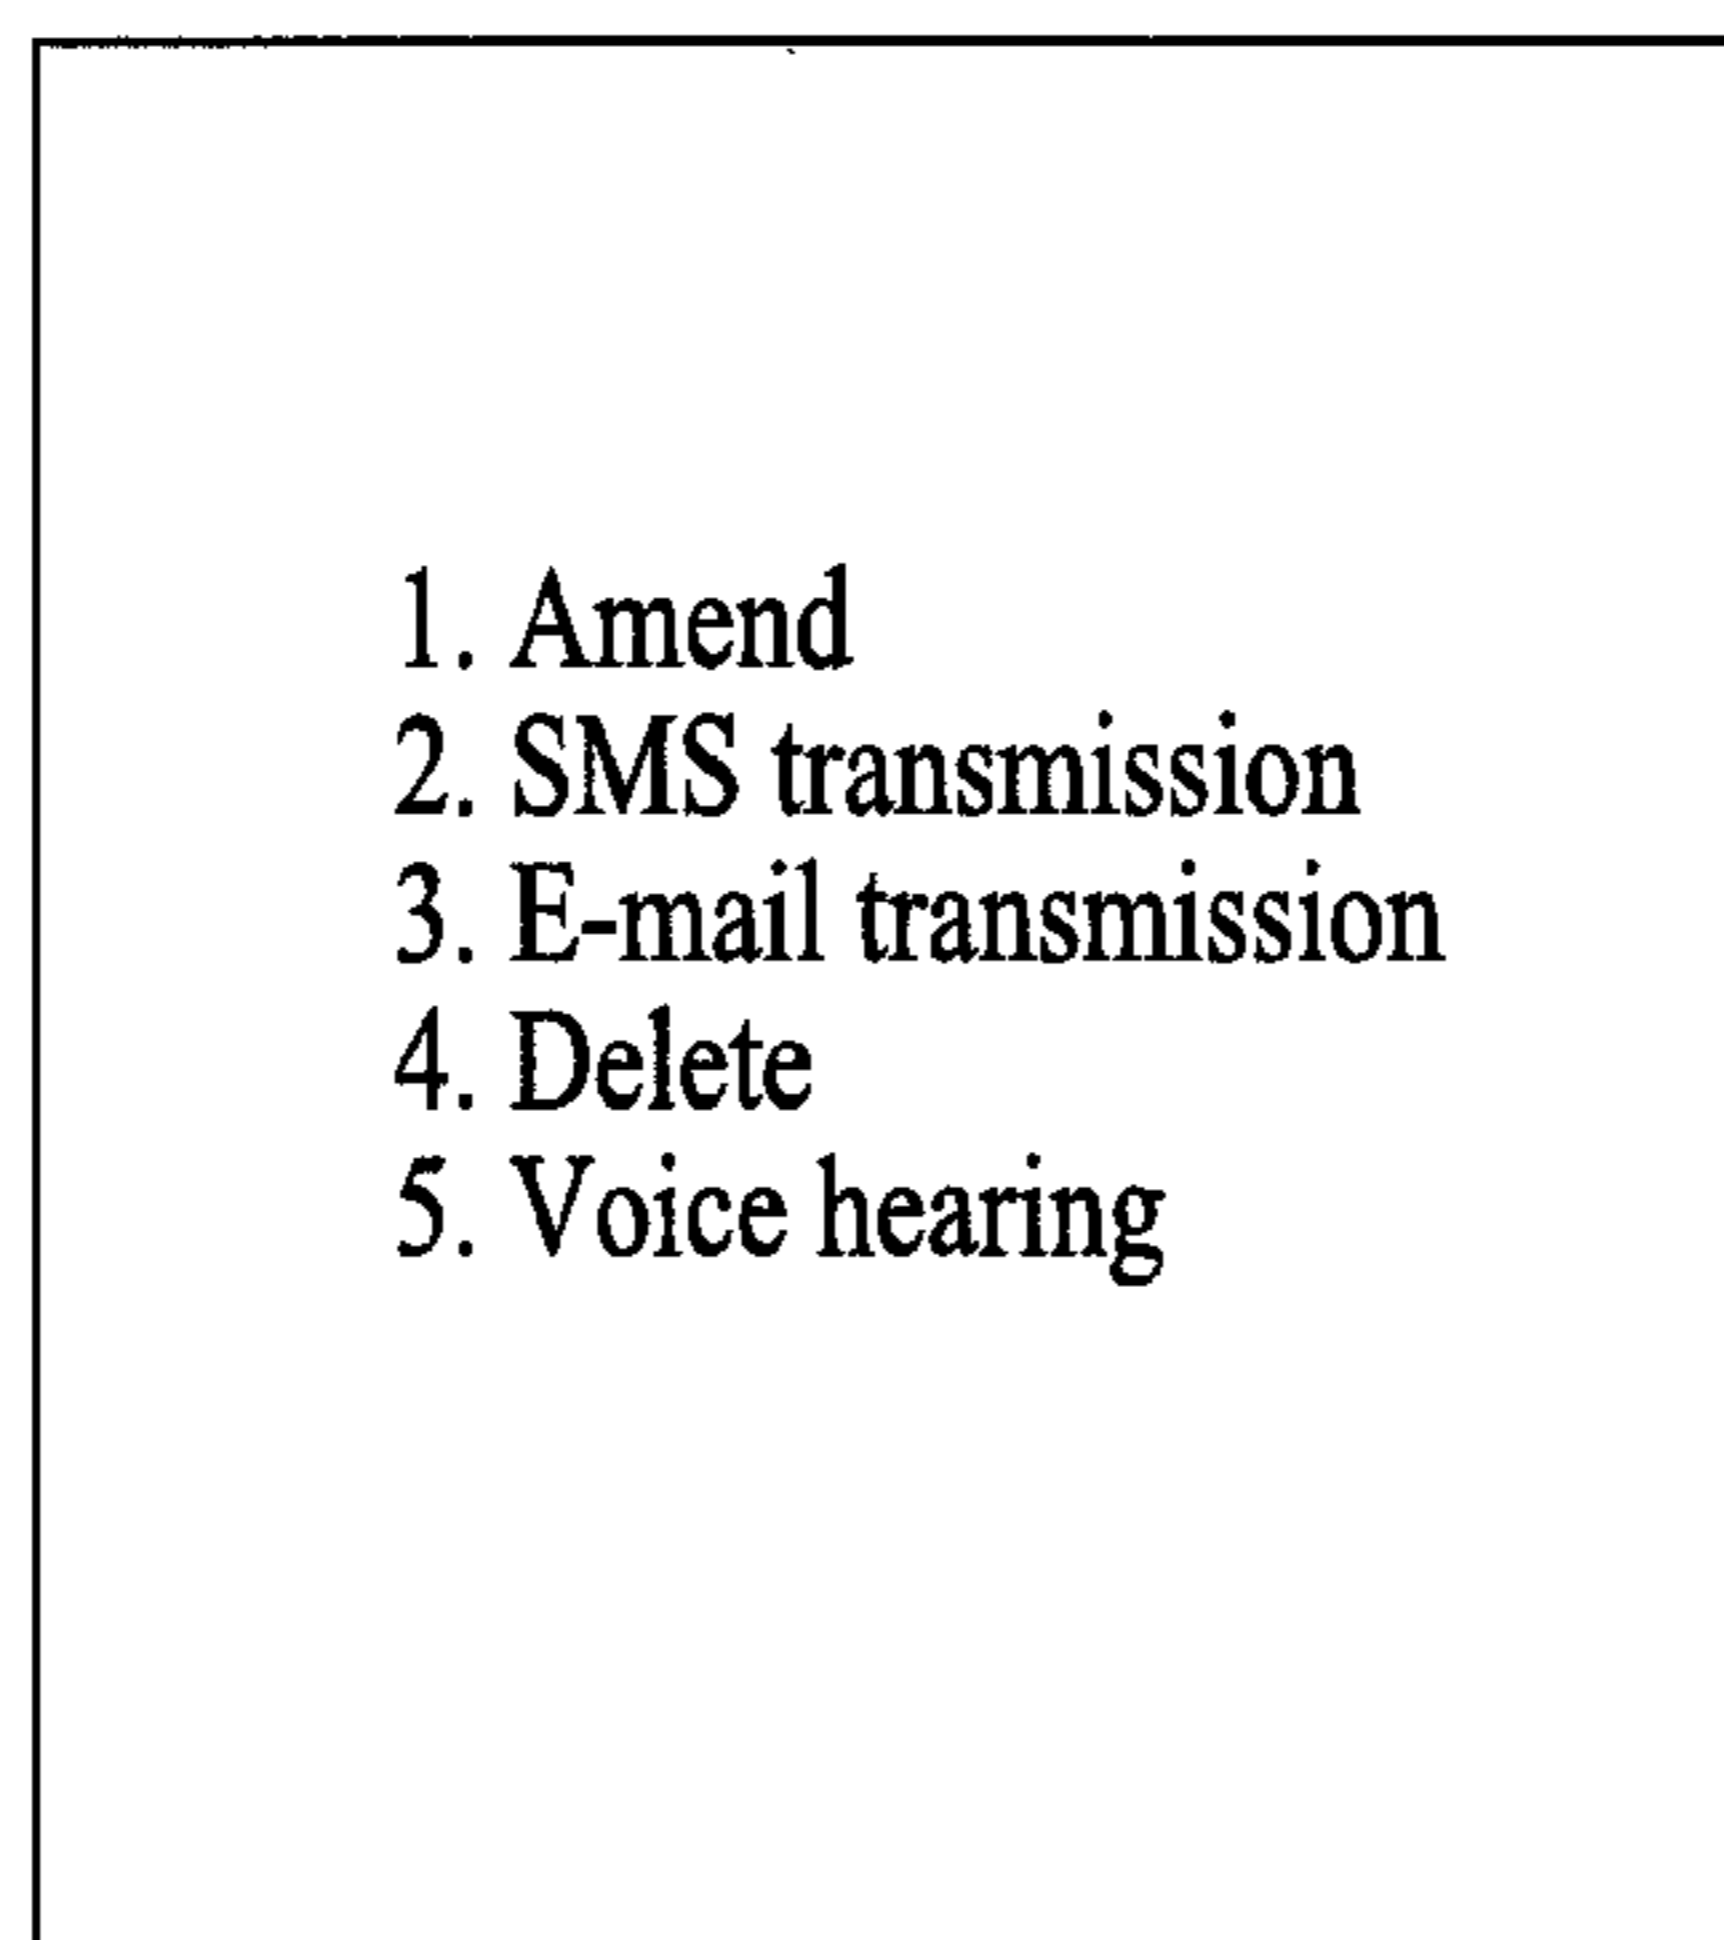 1. Amend
2. SMS transmission
3. E-mail transmission
4. Delete
5. Voice hearing